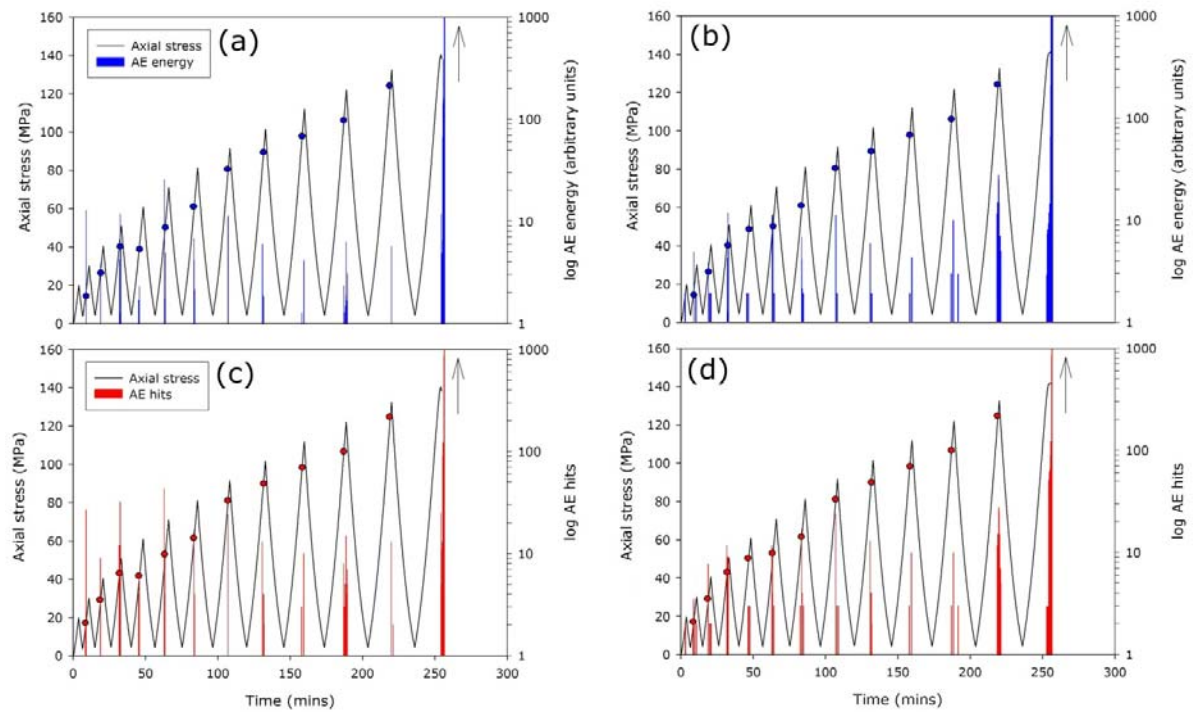 160
140
120
100
80
60
40
20
0
Axial stress (MPa)
Axial stress
AE energy
(a)
1000
100
10
1
log AE energy (arbitrary units)
160
140
120
100
80
60
40
20
0
Axial stress (MPa)
(b)
1000
100
10
1
log AE energy (arbitrary units)
160
140
120
100
80
60
40
20
0
Axial stress (MPa)
Axial stress
AE hits
(c)
1000
100
10
1
log AE hits
0 50 100 150 200 250 300
Time (mins)
160
140
120
100
80
60
40
20
0
Axial stress (MPa)
(d)
1000
100
10
1
log AE hits
0 50 100 150 200 250 300
Time (mins)